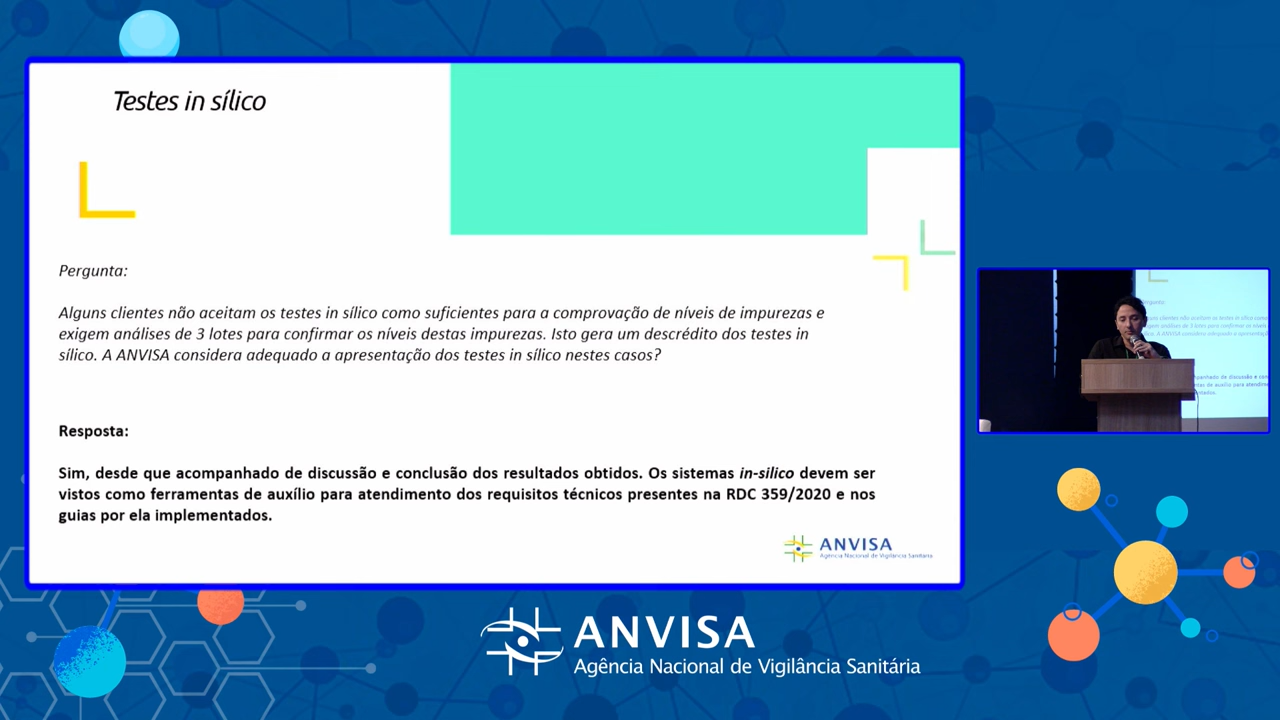 Testes in sílico
Pergunta:
Alguns clientes não aceitam os testes in sílico como suficientes para a comprovação de níveis de impurezas e
exigem análises de 3 lotes para confirmar os níveis destas impurezas. Isto gera um descrédito dos testes in
sílico. A ANVISA considera adequado a apresentação dos testes in sílico nestes casos?
Resposta:
Sim, desde que acompanhado de discussão e conclusão dos resultados obtidos. Os sistemas in-silico devem ser
vistos como ferramentas de auxílio para atendimento dos requisitos técnicos presentes na RDC 359/2020 e nos
guias por ela implementados.
ANVISA
Agência Nacional de Vigilância Sanitária
ANVISA
Agência Nacional de Vigilância Sanitária